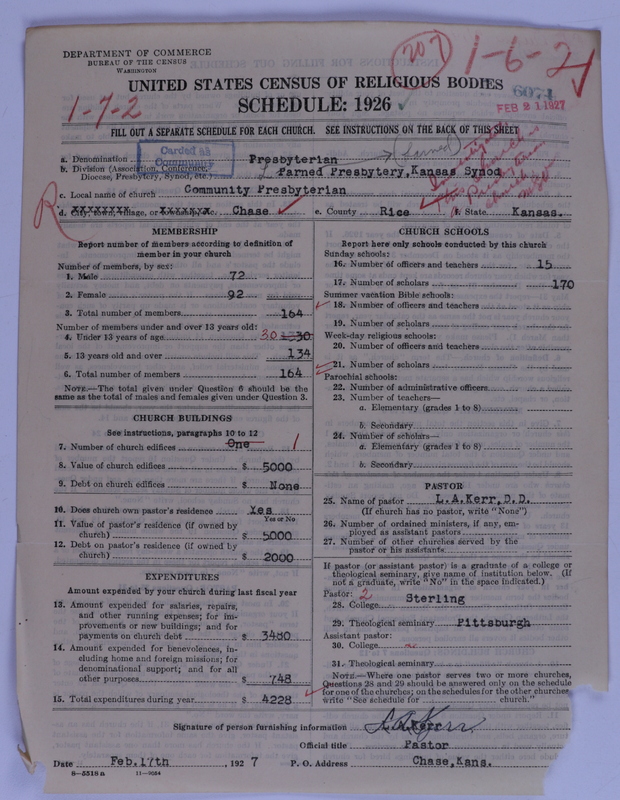 DEPARTMENT OF COMMERCE
BUREAU OF THE CENSUS
WASHINGTON
207
1-6-2
6074
FEB 21 1927
1-7-2
UNITED STATES CENSUS OF RELIGIOUS BODIES
SCHEDULE: 1926
FILL OUT A SEPARATE SCHEDULE FOR EACH CHURCH. SEE INSTRUCTIONS ON THE BACK OF THIS SHEET
Carded as
Community
a. Denomination Presbyterian
Larned
b. Division (Association, Conference, Diocese, Presbytery, Synod, etc.) Parned Presbytery, Kansas Synod
c. Local name of church Community Presbyterian
R
d. City, town, village, or township Chase e. County Rice f. State Kansas.
MEMBERSHIP
Report number of members according to definition of
member in your church
Number of members, by sex:
1. Male 72
2. Female 92
3. Total number of members 164
Number of members under and over 13 years old:
4. Under 13 years of age 30 30
5. 13 years old and over 134
6. Total number of members 164
NOTE.—The total given under Question 6 should be the
same as the total of males and females given under Question 3.
CHURCH BUILDINGS
See instructions, paragraphs 10 to 12
7. Number of church edifices One 1
8. Value of church edifices $ 5000
9. Debt on church edifices $ None
10. Does church own pastor's residence Yes
Yes or No
11. Value of pastor's residence (if owned by
church) $ 5000
12. Debt on pastor's residence (if owned by
church) $ 2000
EXPENDITURES
Amount expended by your church during last fiscal year
13. Amount expended for salaries, repairs,
and other running expenses; for im-
provements or new buildings; and for
payments on church debt $ 3480
14. Amount expended for benevolences, in-
cluding home and foreign missions; for
denominational support; and for all
other purposes $ 748
15. Total expenditures during year $ 4228
CHURCH SCHOOLS
Report here only schools conducted by this church
Sunday schools:
16. Number of officers and teachers 15
17. Number of scholars 170
Summer vacation Bible schools:
18. Number of officers and teachers
19. Number of scholars
Week-day religious schools:
20. Number of officers and teachers
21. Number of scholars
Parochial schools:
22. Number of administrative officers
23. Number of teachers—
a. Elementary (grades 1 to 8)
b. Secondary
24. Number of scholars—
a. Elementary (grades 1 to 8)
b. Secondary
PASTOR
25. Name of pastor L.A.Kerr,D.D.
(If church has no pastor, write "None")
26. Number of ordained ministers, if any, em-
ployed as assistant pastors
27. Number of other churches served by the
pastor or his assistants
If pastor (or assistant pastor) is a graduate of a college or
theological seminary, give name of institution below. (If
not a graduate, write "No" in the space indicated.)
Pastor: 2
28. College Sterling
29. Theological seminary Pittsburgh
Assistant pastor:
30. College
31. Theological seminary
NOTE.—Where one pastor serves two or more churches,
Questions 28 and 29 should be answered only on the schedule
for one of the churches; on the schedules for the other churches
write "See schedule for church."
Signature of person furnishing information L. A. Kerr
Official title Pastor
Date Feb.17th, 1927 P. O. Address Chase, Kans.
8-5518 a 11-9084